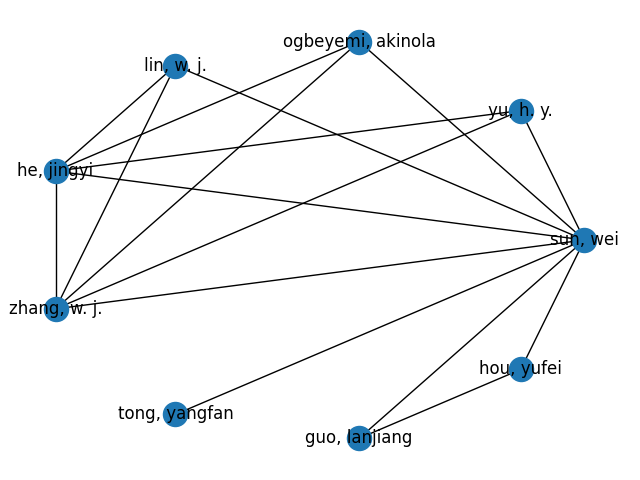 ogbeyemi, akinola
lin, w. j.
yu, h. y.
he, jingyi
sun, wei
zhang, w. j.
hou, yufei
tong, yangfan
guo, lanjiang